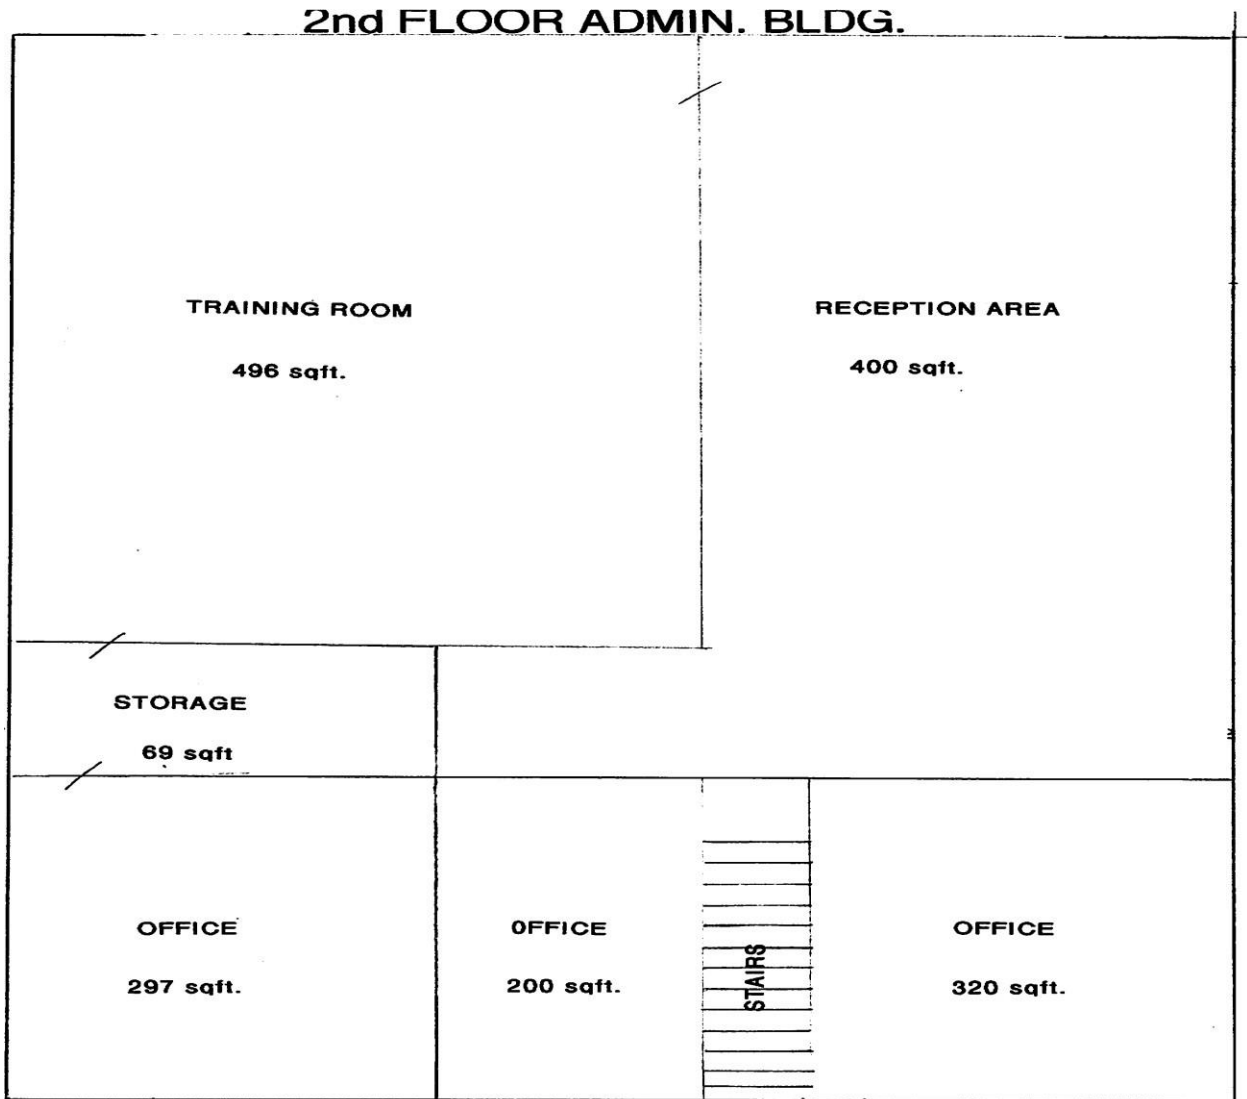 2nd FLOOR ADMIN. BLDG.
TRAINING ROOM
496 sqft.
RECEPTION AREA
400 sqft.
STORAGE
69 sqft
OFFICE
297 sqft.
OFFICE
200 sqft.
STAIRS
OFFICE
320 sqft.